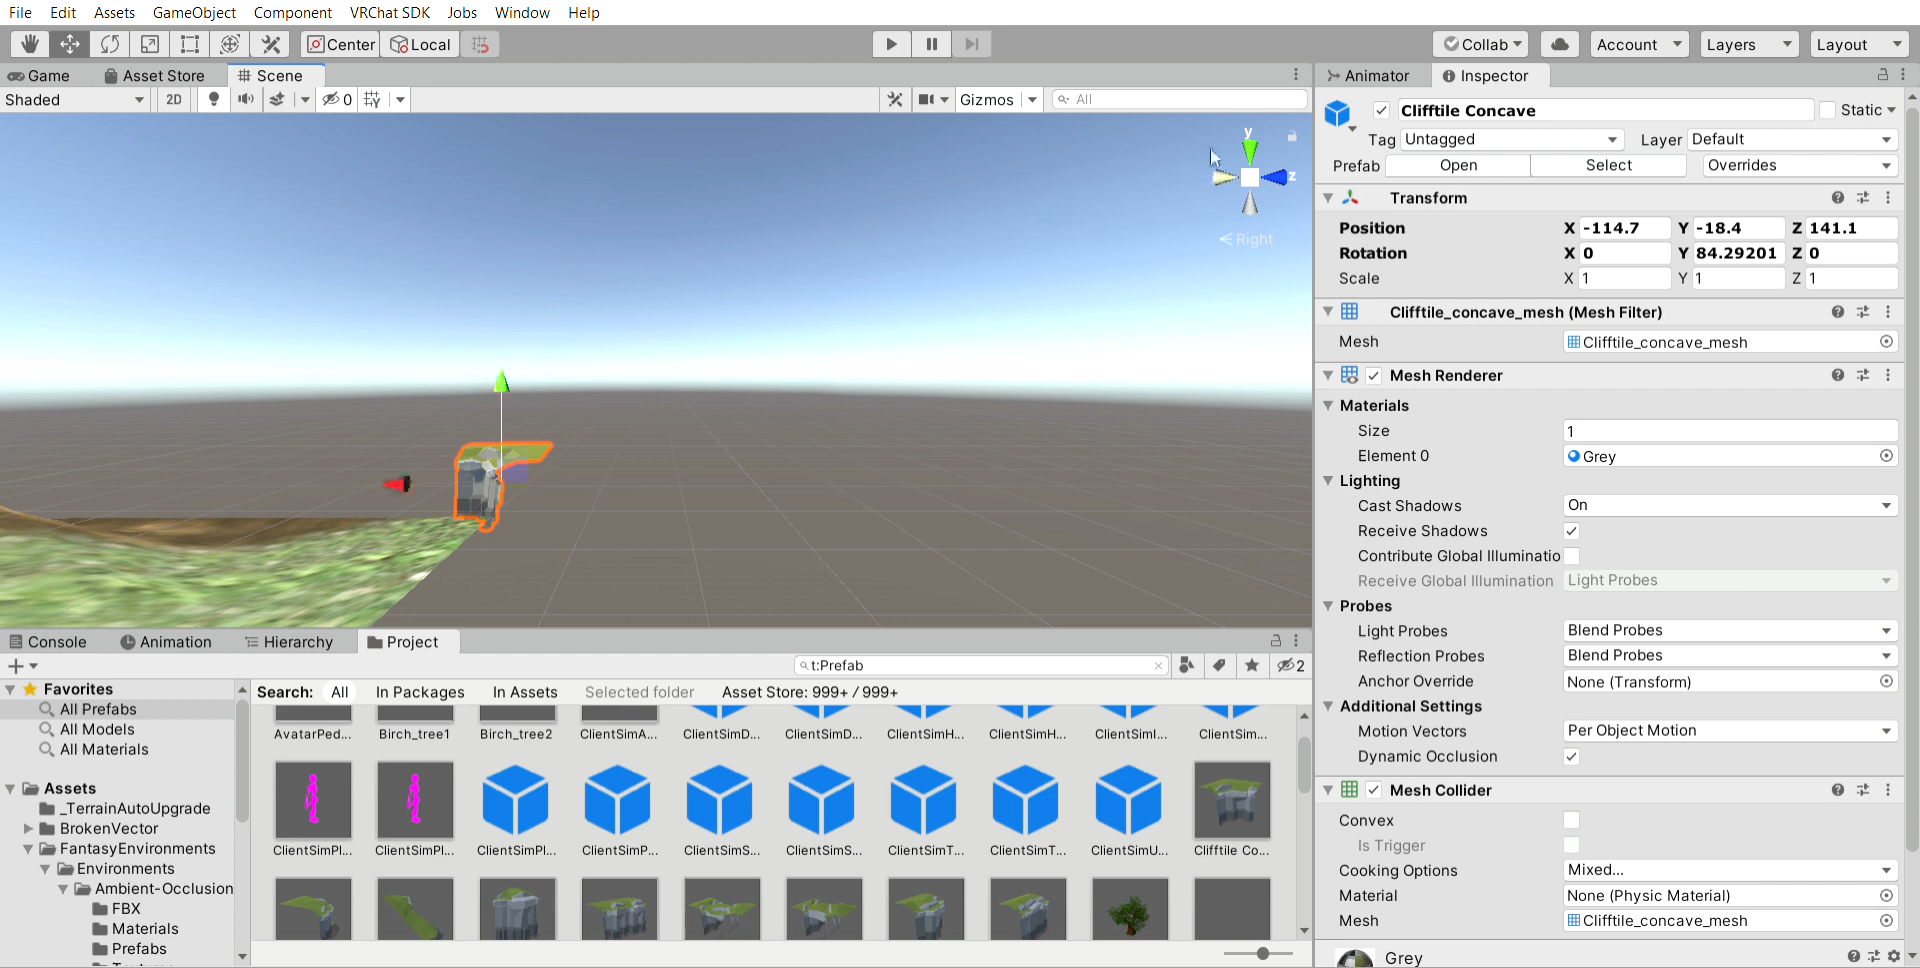 File Edit Assets GameObject Component VRChat SDK Jobs Window Help
Center Local Collab Account Layers Layout
Game Asset Store Scene
Shaded 2D 0 Gizmos All
y
z
Right
Animator Inspector
Clifftile Concave Static
Tag Untagged Layer Default
Prefab Open Select Overrides
Transform
Position X -114.7 Y -18.4 Z 141.1
Rotation X 0 Y 84.29201 Z 0
Scale X 1 Y 1 Z 1
Clifftile_concave_mesh (Mesh Filter)
Mesh Clifftile_concave_mesh
Mesh Renderer
Materials
Size 1
Element 0 Grey
Lighting
Cast Shadows On
Receive Shadows
Contribute Global Illuminatio
Receive Global Illumination Light Probes
Probes
Light Probes Blend Probes
Reflection Probes Blend Probes
Anchor Override None (Transform)
Additional Settings
Motion Vectors Per Object Motion
Dynamic Occlusion
Mesh Collider
Convex
Is Trigger
Cooking Options Mixed...
Material None (Physic Material)
Mesh Clifftile_concave_mesh
Grey
Console Animation Hierarchy Project
t:Prefab 2
Favorites
All Prefabs
All Models
All Materials
Assets
_TerrainAutoUpgrade
BrokenVector
FantasyEnvironments
Environments
Ambient-Occlusion
FBX
Materials
Prefabs
Search: All In Packages In Assets Selected folder Asset Store: 999+ / 999+
AvatarPed... Birch_tree1 Birch_tree2 ClientSimA... ClientSimD... ClientSimD... ClientSimH... ClientSimH... ClientSimI... ClientSim...
ClientSimPl... ClientSimPl... ClientSimPl... ClientSimP... ClientSimS... ClientSimS... ClientSimT... ClientSimT... ClientSimU... Clifftile Co...